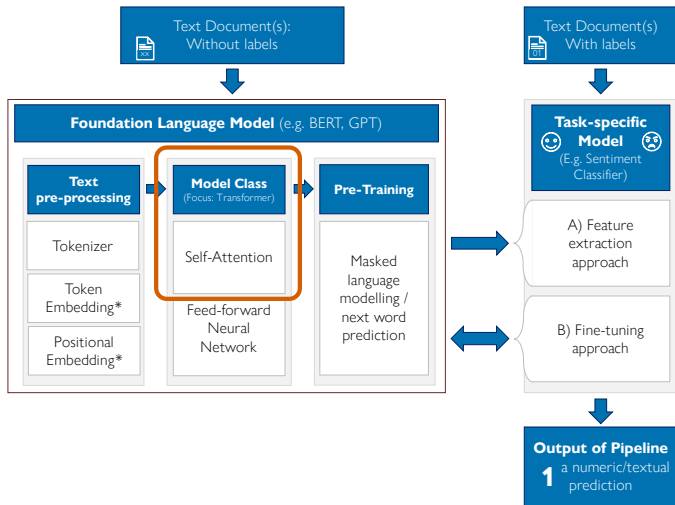 Text Document(s):
Without labels
XX
Text Document(s)
With labels
01
Foundation Language Model (e.g. BERT, GPT)
Text
pre-processing
Tokenizer
Token
Embedding*
Positional
Embedding*
Model Class
(Focus: Transformer)
Self-Attention
Feed-forward
Neural
Network
Pre-Training
Masked
language
modelling /
next word
prediction
Task-specific
Model
(E.g. Sentiment
Classifier)
A) Feature
extraction
approach
B) Fine-tuning
approach
Output of Pipeline
1 a numeric/textual
prediction